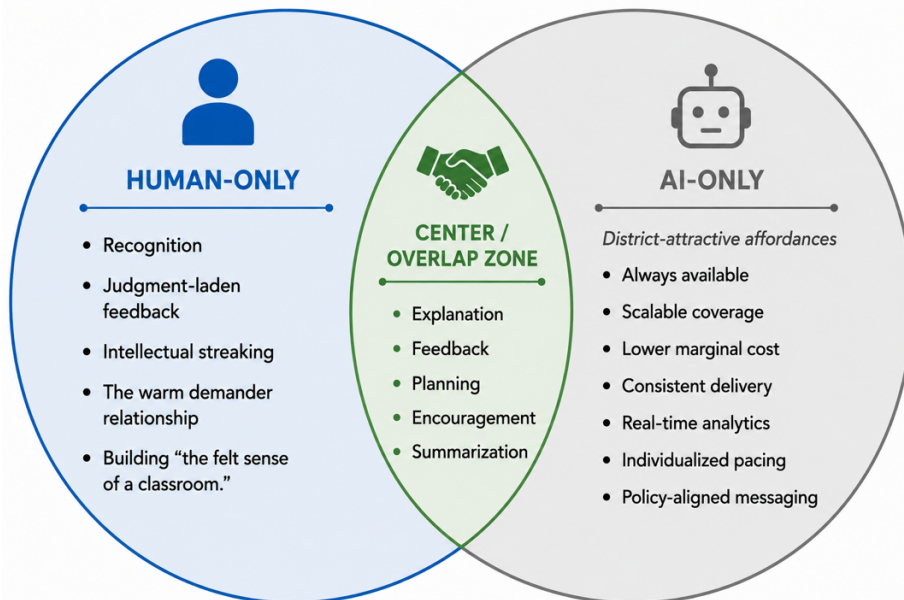 HUMAN-ONLY
• Recognition
• Judgment-laden
feedback
• Intellectual streaking
• The warm demander
relationship
• Building “the felt sense
of a classroom.”
CENTER /
OVERLAP ZONE
• Explanation
• Feedback
• Planning
• Encouragement
• Summarization
AI-ONLY
District-attractive affordances
• Always available
• Scalable coverage
• Lower marginal cost
• Consistent delivery
• Real-time analytics
• Individualized pacing
• Policy-aligned messaging